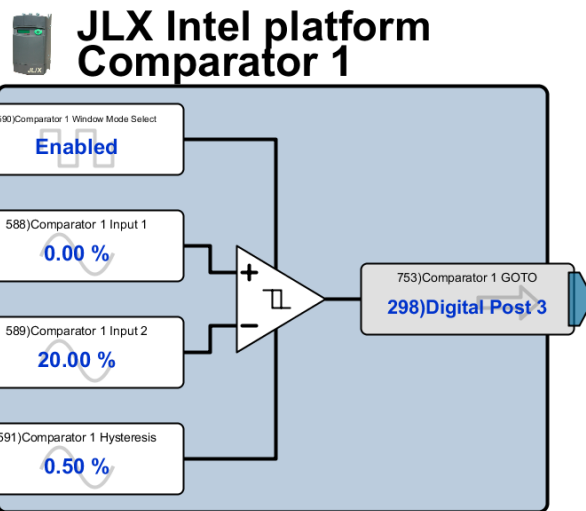 JLX Intel platform
Comparator 1
JL/X
590)Comparator 1 Window Mode Select
Enabled
588)Comparator 1 Input 1
0.00 %
589)Comparator 1 Input 2
20.00 %
591)Comparator 1 Hysteresis
0.50 %
+
−
753)Comparator 1 GOTO
298)Digital Post 3